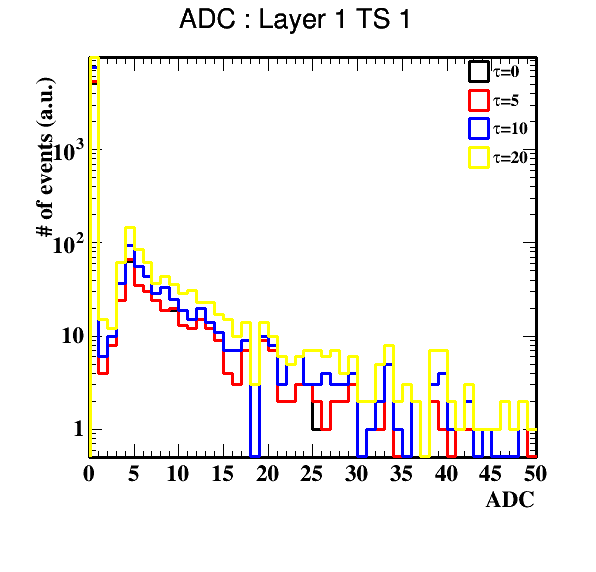 ADC : Layer 1 TS 1
# of events (a.u.)
10³
10²
10
1
τ=0
τ=5
τ=10
τ=20
0 5 10 15 20 25 30 35 40 45 50
ADC